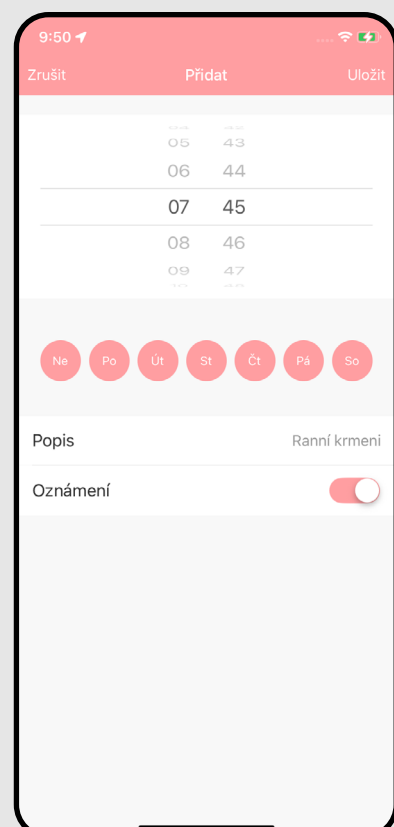 9:50
Zrušit Přidat Uložit
05 43
06 44
07 45
08 46
09 47
Ne Po Út St Čt Pá So
Popis Ranní krmeni
Oznámení